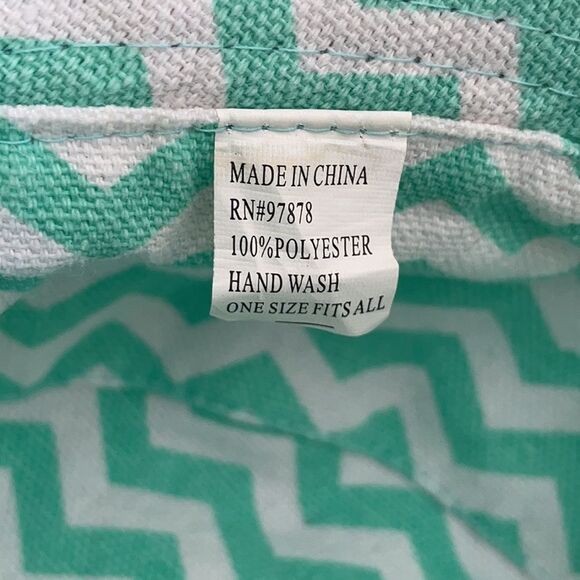 MADE IN CHINA
RN#97878
100%POLYESTER
HAND WASH
ONE SIZE FITS ALL